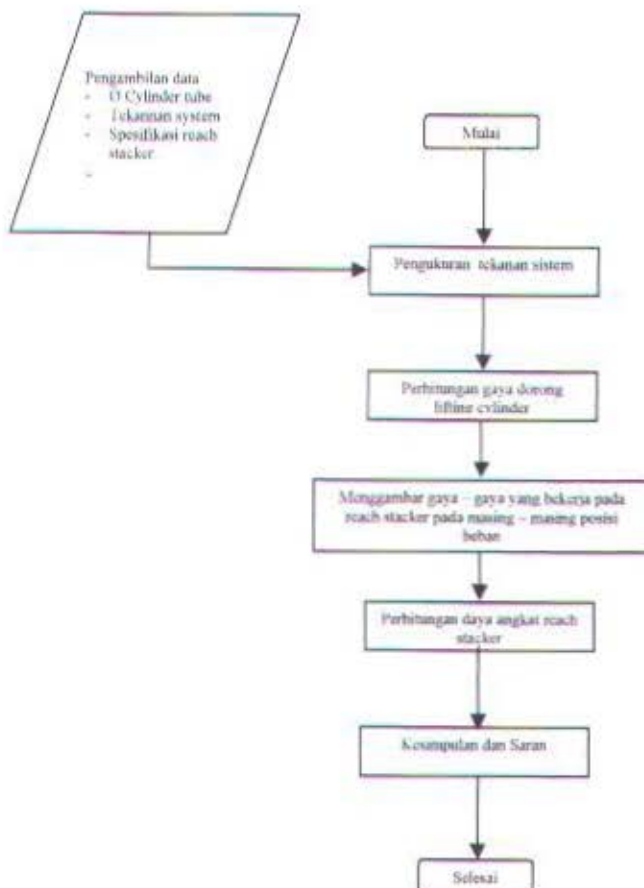 Pengambilan data
- D Cylinder tube
- Tekannan system
- Spesifikasi reach
stacker
-
Mulai
Pengukuran tekanan sistem
Perhitungan gaya dorong
lifting cylinder
Menggambar gaya – gaya yang bekerja pada
reach stacker pada masing – masing posisi
beban
Perhitungan daya angkat reach
stacker
Kesimpulan dan Saran
Selesai